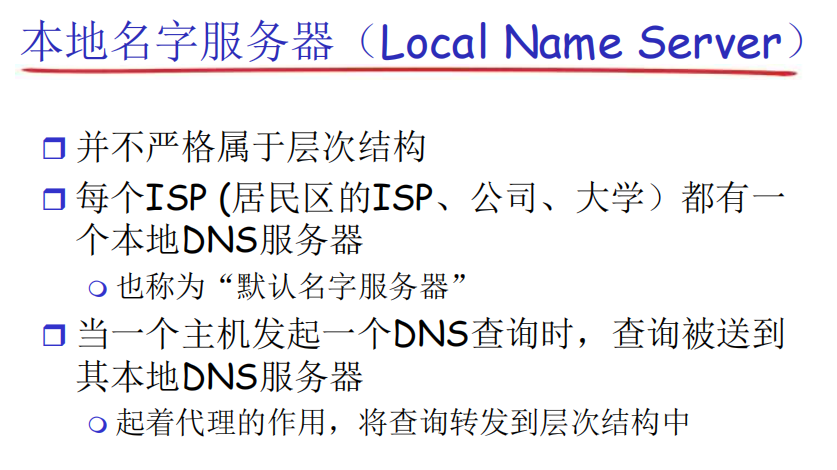 本地名字服务器（Local Name Server）
并不严格属于层次结构
每个ISP (居民区的ISP、公司、大学）都有一
个本地DNS服务器
也称为“默认名字服务器”
当一个主机发起一个DNS查询时，查询被送到
其本地DNS服务器
起着代理的作用，将查询转发到层次结构中